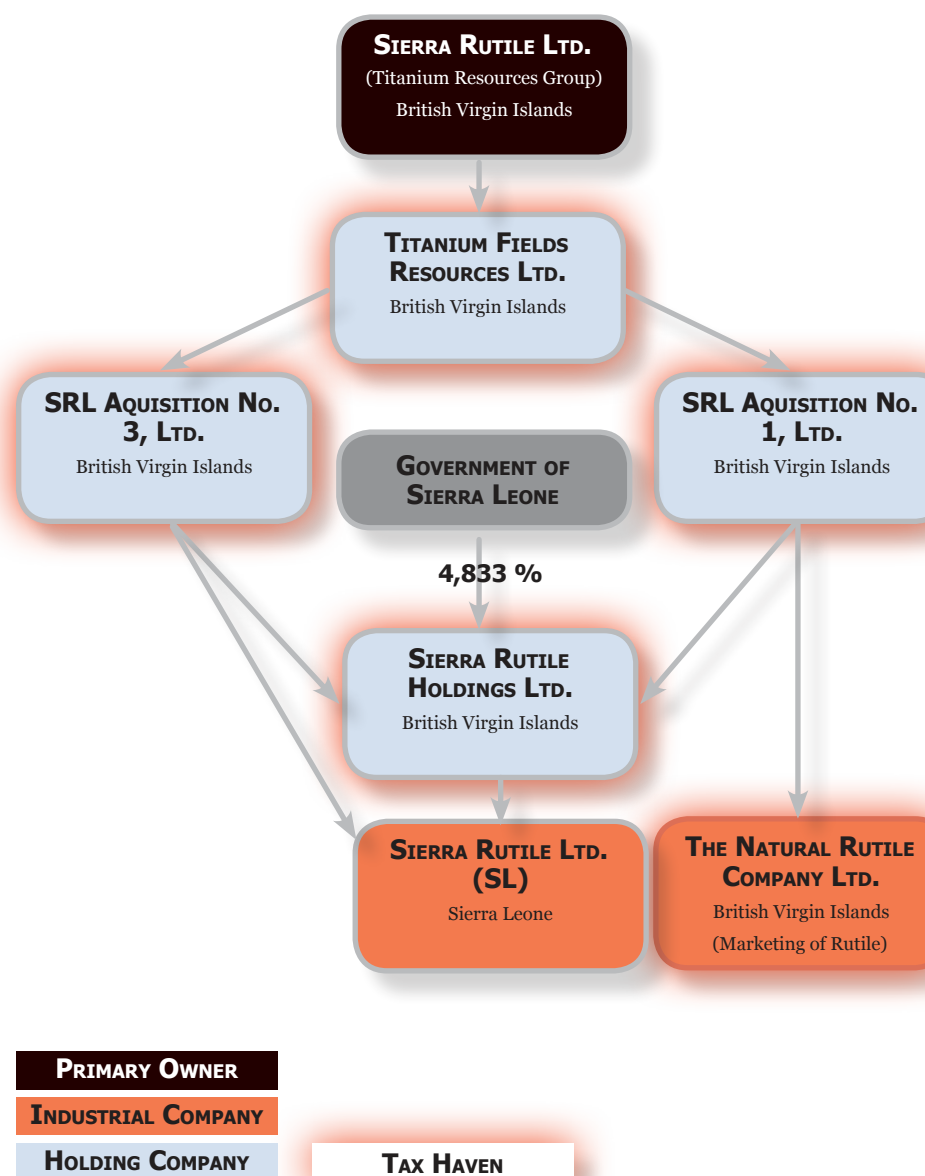 Sierra Rutile Ltd.
(Titanium Resources Group)
British Virgin Islands
Titanium Fields
Resources Ltd.
British Virgin Islands
SRL Aquisition No.
3, Ltd.
British Virgin Islands
SRL Aquisition No.
1, Ltd.
British Virgin Islands
Government of
Sierra Leone
4,833 %
Sierra Rutile
Holdings Ltd.
British Virgin Islands
Sierra Rutile Ltd.
(SL)
Sierra Leone
The Natural Rutile
Company Ltd.
British Virgin Islands
(Marketing of Rutile)
Primary Owner
Industrial Company
Holding Company
Tax Haven